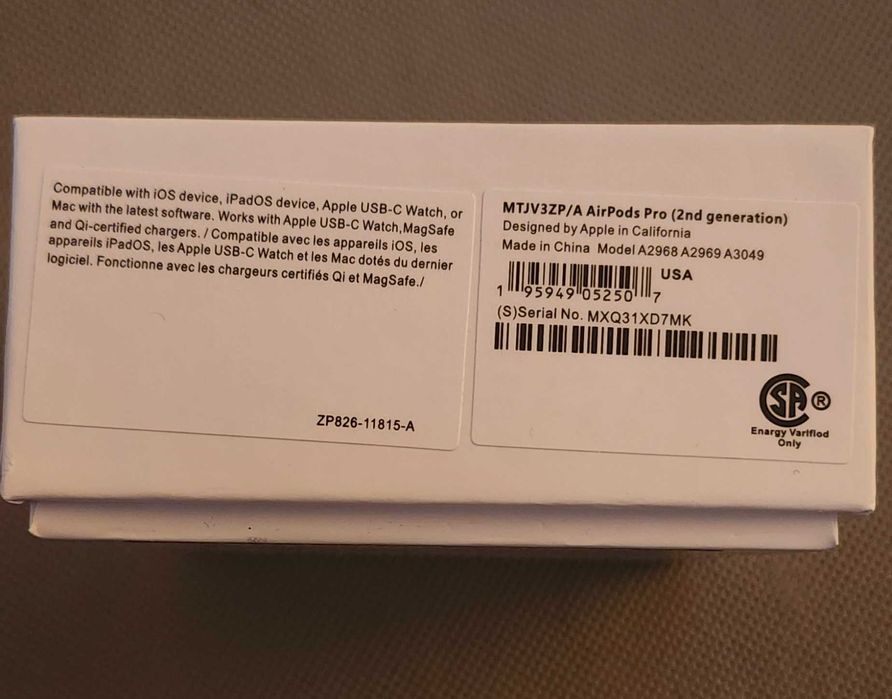 Compatible with iOS device, iPadOS device, Apple USB-C Watch, or
Mac with the latest software. Works with Apple USB-C Watch,MagSafe
and Qi-certified chargers. / Compatible avec les appareils iOS, les
appareils iPadOS, les Apple USB-C Watch et les Mac dotés du dernier
logiciel. Fonctionne avec les chargeurs certifiés Qi et MagSafe./
ZP826-11815-A
MTJV3ZP/A AirPods Pro (2nd generation)
Designed by Apple in California
Made in China Model A2968 A2969 A3049
USA
1 95949 05250 7
(S)Serial No. MXQ31XD7MK
SA ®
Enargy Variflod
Only